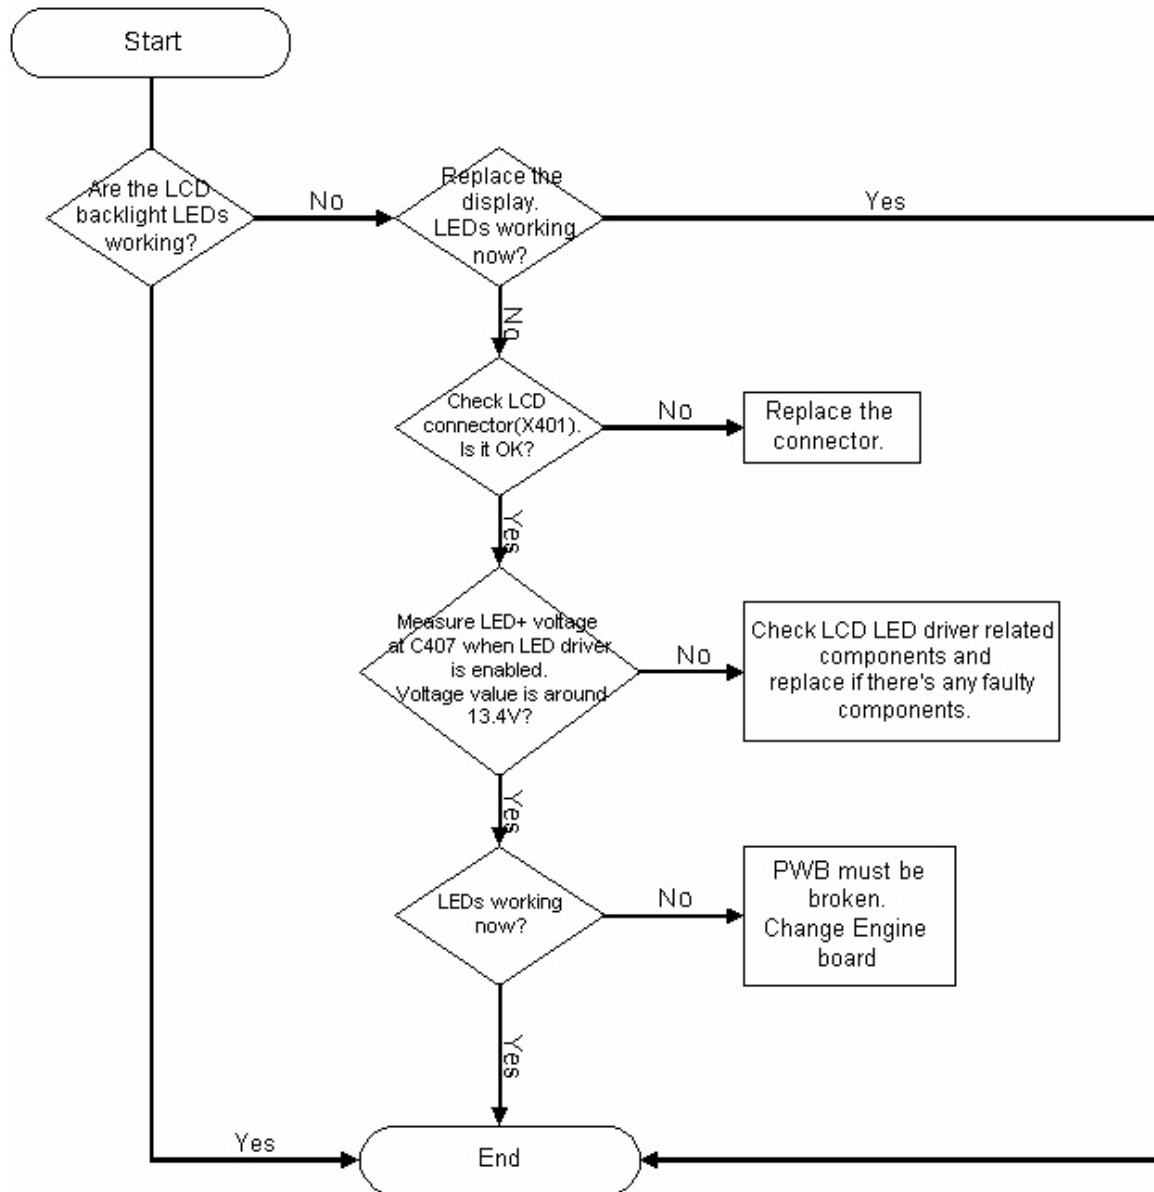 Start
Are the LCD
backlight LEDs
working?
No
Replace the
display.
LEDs working
now?
Yes
No
Check LCD
connector(X401).
Is it OK?
No
Replace the
connector.
Yes
Measure LED+ voltage
at C407 when LED driver
is enabled.
Voltage value is around
13.4V?
No
Check LCD LED driver related
components and
replace if there's any faulty
components.
Yes
LEDs working
now?
No
PWB must be
broken.
Change Engine
board
Yes
Yes
End